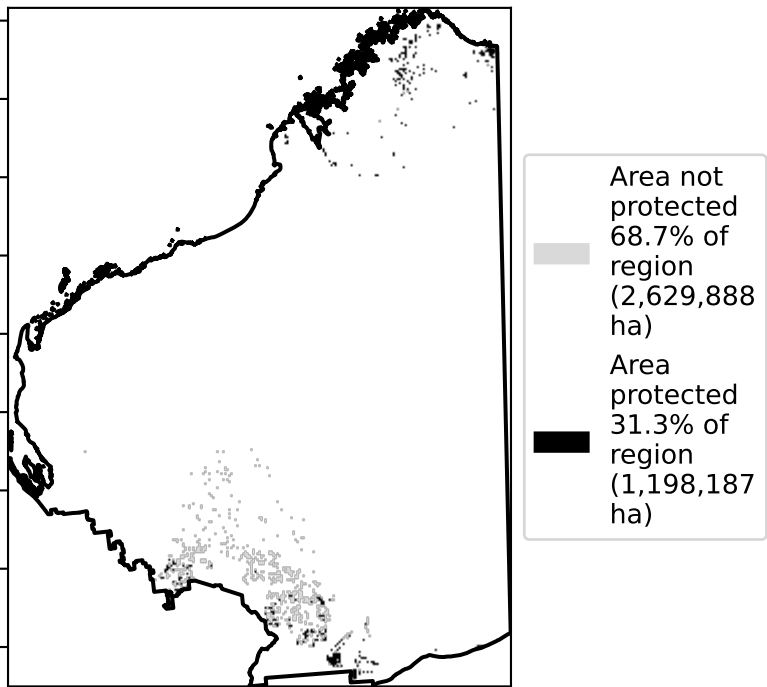 Area not
protected
68.7% of
region
(2,629,888
ha)
Area
protected
31.3% of
region
(1,198,187
ha)